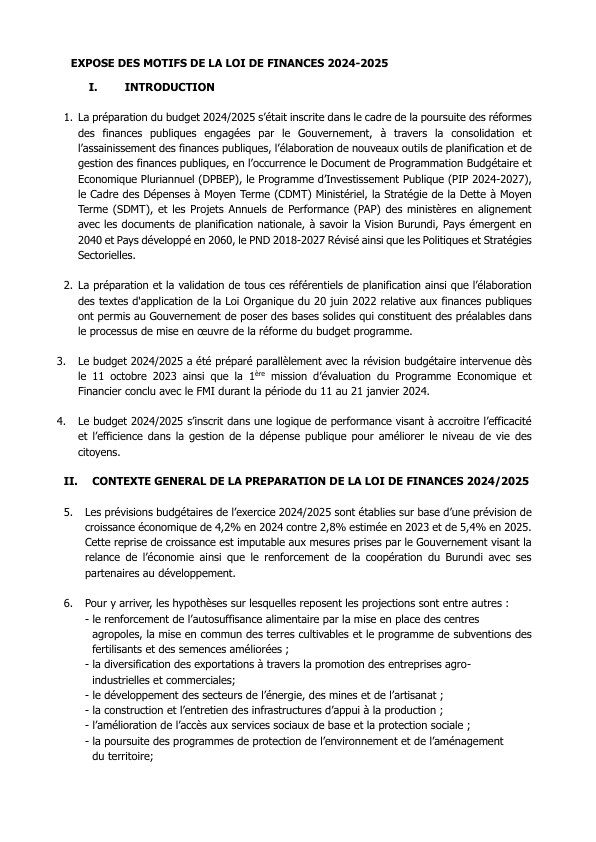 EXPOSE DES MOTIFS DE LA LOI DE FINANCES 2024-2025
I. INTRODUCTION
1. La préparation du budget 2024/2025 s’était inscrite dans le cadre de la poursuite des réformes
des finances publiques engagées par le Gouvernement, à travers la consolidation et
l’assainissement des finances publiques, l’élaboration de nouveaux outils de planification et de
gestion des finances publiques, en l’occurrence le Document de Programmation Budgétaire et
Economique Pluriannuel (DPBEP), le Programme d’Investissement Publique (PIP 2024-2027),
le Cadre des Dépenses à Moyen Terme (CDMT) Ministériel, la Stratégie de la Dette à Moyen
Terme (SDMT), et les Projets Annuels de Performance (PAP) des ministères en alignement
avec les documents de planification nationale, à savoir la Vision Burundi, Pays émergent en
2040 et Pays développé en 2060, le PND 2018-2027 Révisé ainsi que les Politiques et Stratégies
Sectorielles.
2. La préparation et la validation de tous ces référentiels de planification ainsi que l’élaboration
des textes d'application de la Loi Organique du 20 juin 2022 relative aux finances publiques
ont permis au Gouvernement de poser des bases solides qui constituent des préalables dans
le processus de mise en œuvre de la réforme du budget programme.
3. Le budget 2024/2025 a été préparé parallèlement avec la révision budgétaire intervenue dès
le 11 octobre 2023 ainsi que la 1ère mission d’évaluation du Programme Economique et
Financier conclu avec le FMI durant la période du 11 au 21 janvier 2024.
4. Le budget 2024/2025 s’inscrit dans une logique de performance visant à accroitre l’efficacité
et l’efficience dans la gestion de la dépense publique pour améliorer le niveau de vie des
citoyens.
II. CONTEXTE GENERAL DE LA PREPARATION DE LA LOI DE FINANCES 2024/2025
5. Les prévisions budgétaires de l’exercice 2024/2025 sont établies sur base d’une prévision de
croissance économique de 4,2% en 2024 contre 2,8% estimée en 2023 et de 5,4% en 2025.
Cette reprise de croissance est imputable aux mesures prises par le Gouvernement visant la
relance de l’économie ainsi que le renforcement de la coopération du Burundi avec ses
partenaires au développement.
6. Pour y arriver, les hypothèses sur lesquelles reposent les projections sont entre autres :
- le renforcement de l’autosuffisance alimentaire par la mise en place des centres
agropoles, la mise en commun des terres cultivables et le programme de subventions des
fertilisants et des semences améliorées ;
- la diversification des exportations à travers la promotion des entreprises agro-
industrielles et commerciales;
- le développement des secteurs de l’énergie, des mines et de l’artisanat ;
- la construction et l’entretien des infrastructures d’appui à la production ;
- l’amélioration de l’accès aux services sociaux de base et la protection sociale ;
- la poursuite des programmes de protection de l’environnement et de l’aménagement
du territoire;